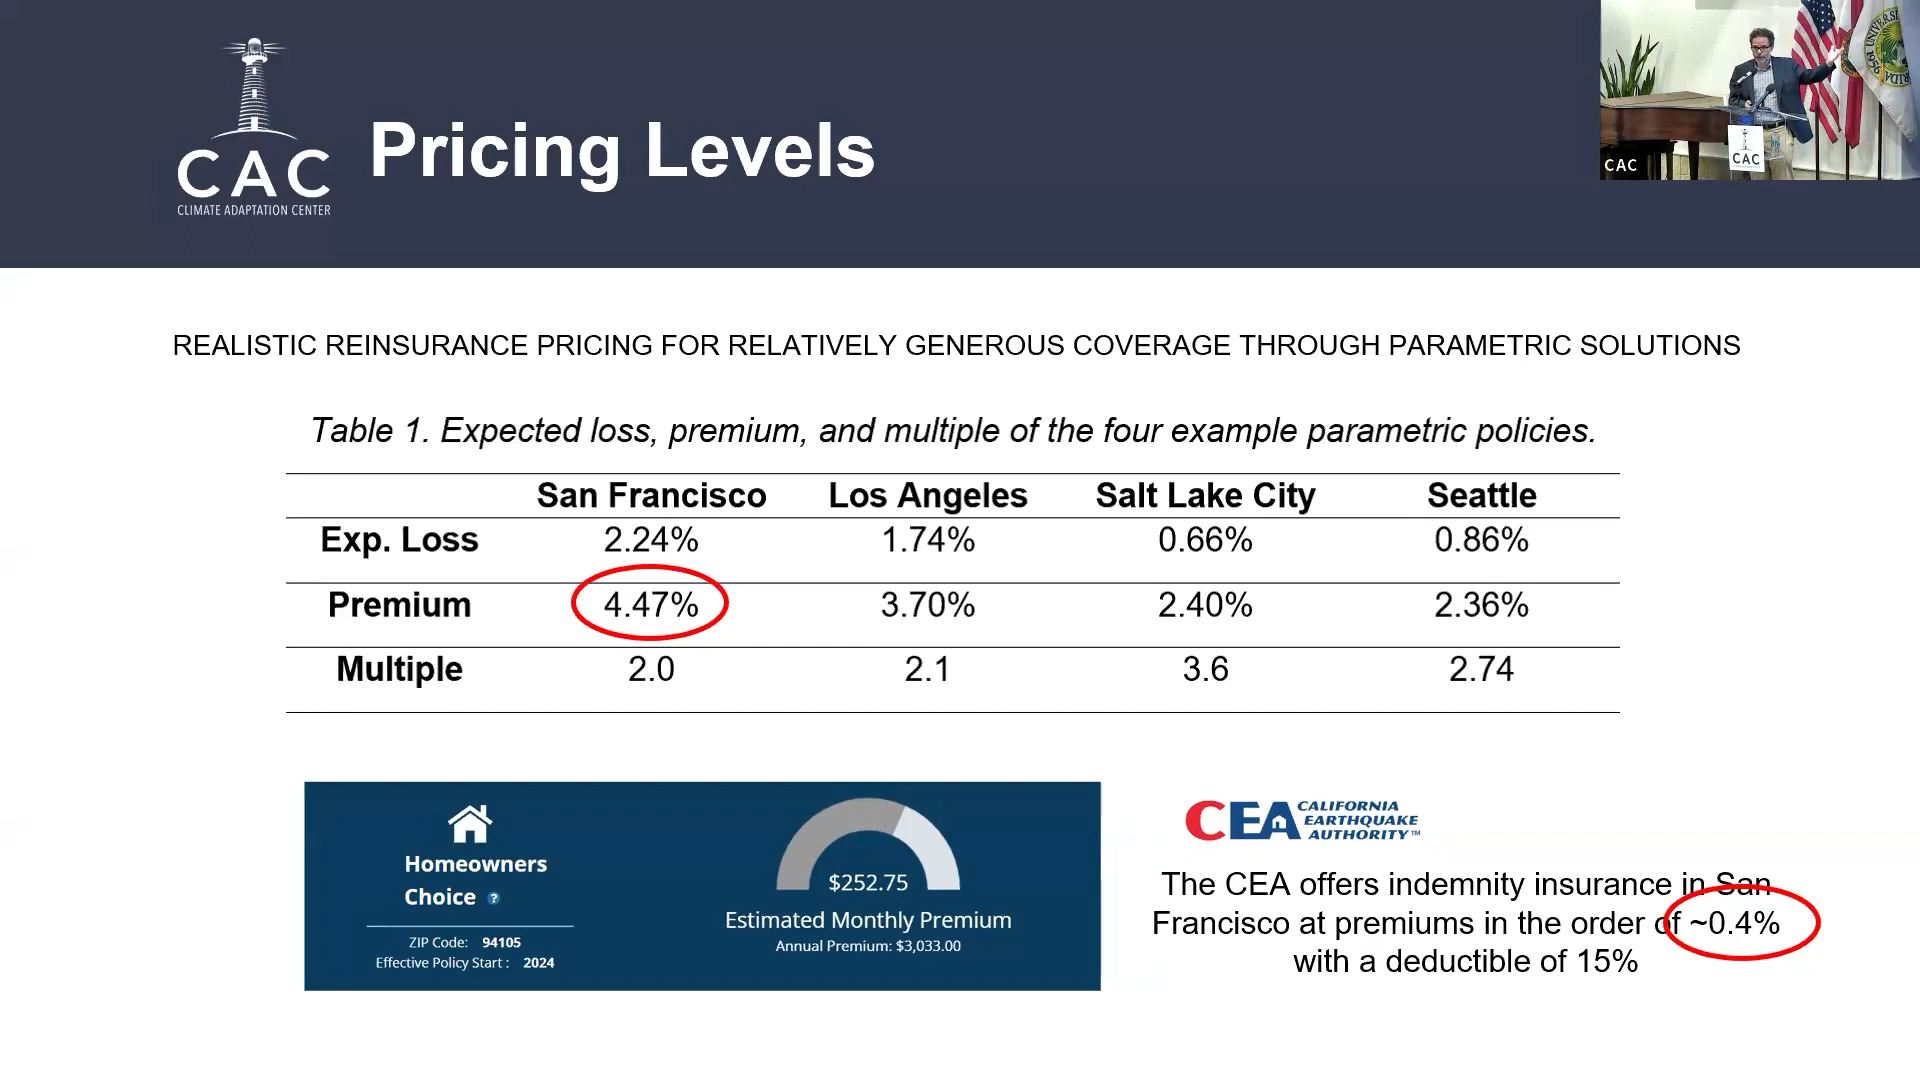 CAC
CLIMATE ADAPTATION CENTER
Pricing Levels
CAC
CAC
REALISTIC REINSURANCE PRICING FOR RELATIVELY GENEROUS COVERAGE THROUGH PARAMETRIC SOLUTIONS
Table 1. Expected loss, premium, and multiple of the four example parametric policies.
San Francisco Los Angeles Salt Lake City Seattle
Exp. Loss 2.24% 1.74% 0.66% 0.86%
Premium 4.47% 3.70% 2.40% 2.36%
Multiple 2.0 2.1 3.6 2.74
Homeowners
Choice ?
ZIP Code: 94105
Effective Policy Start : 2024
$252.75
Estimated Monthly Premium
Annual Premium: $3,033.00
CEA CALIFORNIA
EARTHQUAKE
AUTHORITY™
The CEA offers indemnity insurance in San
Francisco at premiums in the order of ~0.4%
with a deductible of 15%